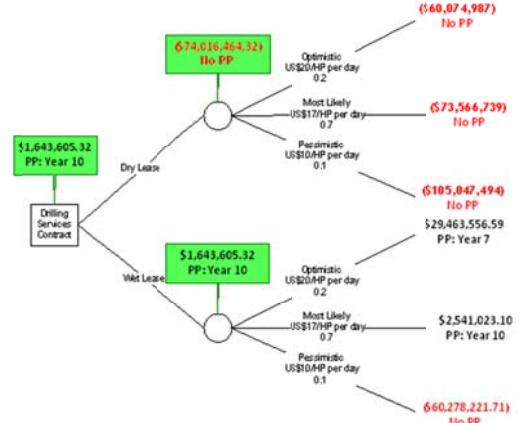 ($60,874,987)
No PP
($74,016,464.32)
No PP
Optimistic
US$20/HP per day
0.2
Most Likely
US$17/HP per day
0.7
($73,566,739)
No PP
$1,643,605.32
PP: Year 10
Dry Lease
Pessimistic
US$10/HP per day
0.1
($105,047,494)
No PP
Drilling
Services
Contract
$29,463,556.59
PP: Year 7
$1,643,605.32
PP: Year 10
Wet Lease
Optimistic
US$20/HP per day
0.2
Most Likely
US$17/HP per day
0.7
$2,541,023.10
PP: Year 10
Pessimistic
US$10/HP per day
0.1
($60,278,221.71)
No PP